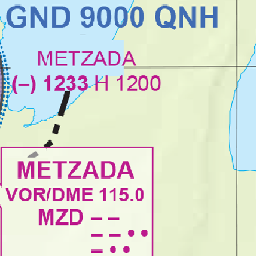 GND 9000 QNH
METZADA
(–) 1233 H 1200
METZADA
VOR/DME 115.0
MZD – –
– – • •
– • •